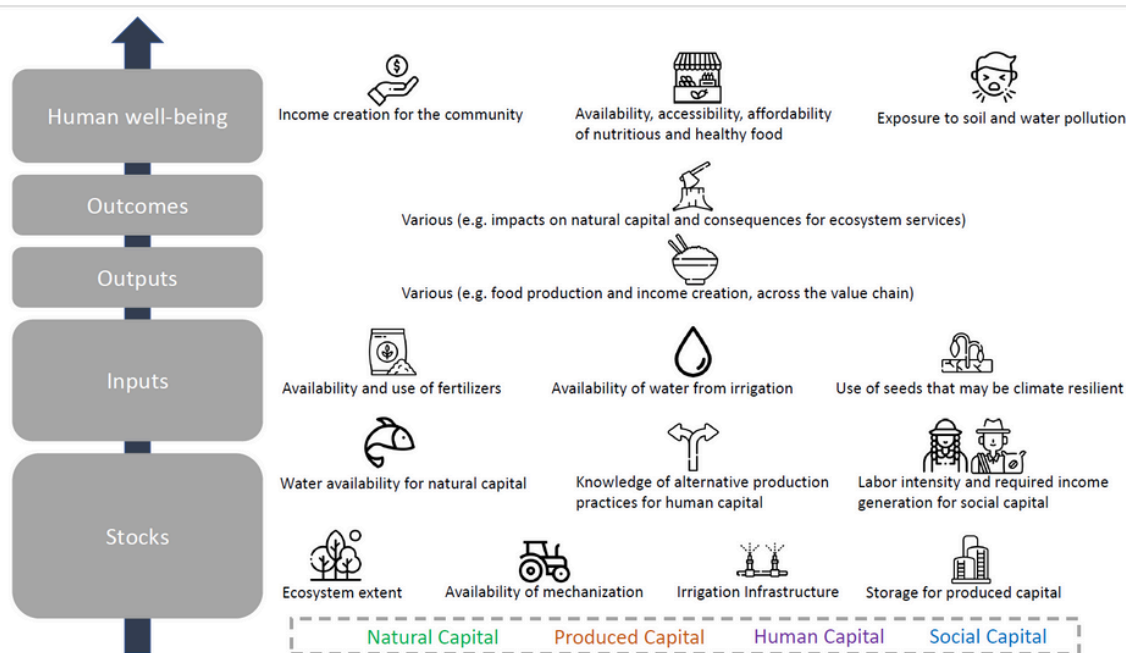 Human well-being
Income creation for the community
Availability, accessibility, affordability
of nutritious and healthy food
Exposure to soil and water pollution
Outcomes
Various (e.g. impacts on natural capital and consequences for ecosystem services)
Outputs
Various (e.g. food production and income creation, across the value chain)
Inputs
Availability and use of fertilizers
Availability of water from irrigation
Use of seeds that may be climate resilient
Stocks
Water availability for natural capital
Knowledge of alternative production
practices for human capital
Labor intensity and required income
generation for social capital
Ecosystem extent
Availability of mechanization
Irrigation Infrastructure
Storage for produced capital
Natural Capital
Produced Capital
Human Capital
Social Capital